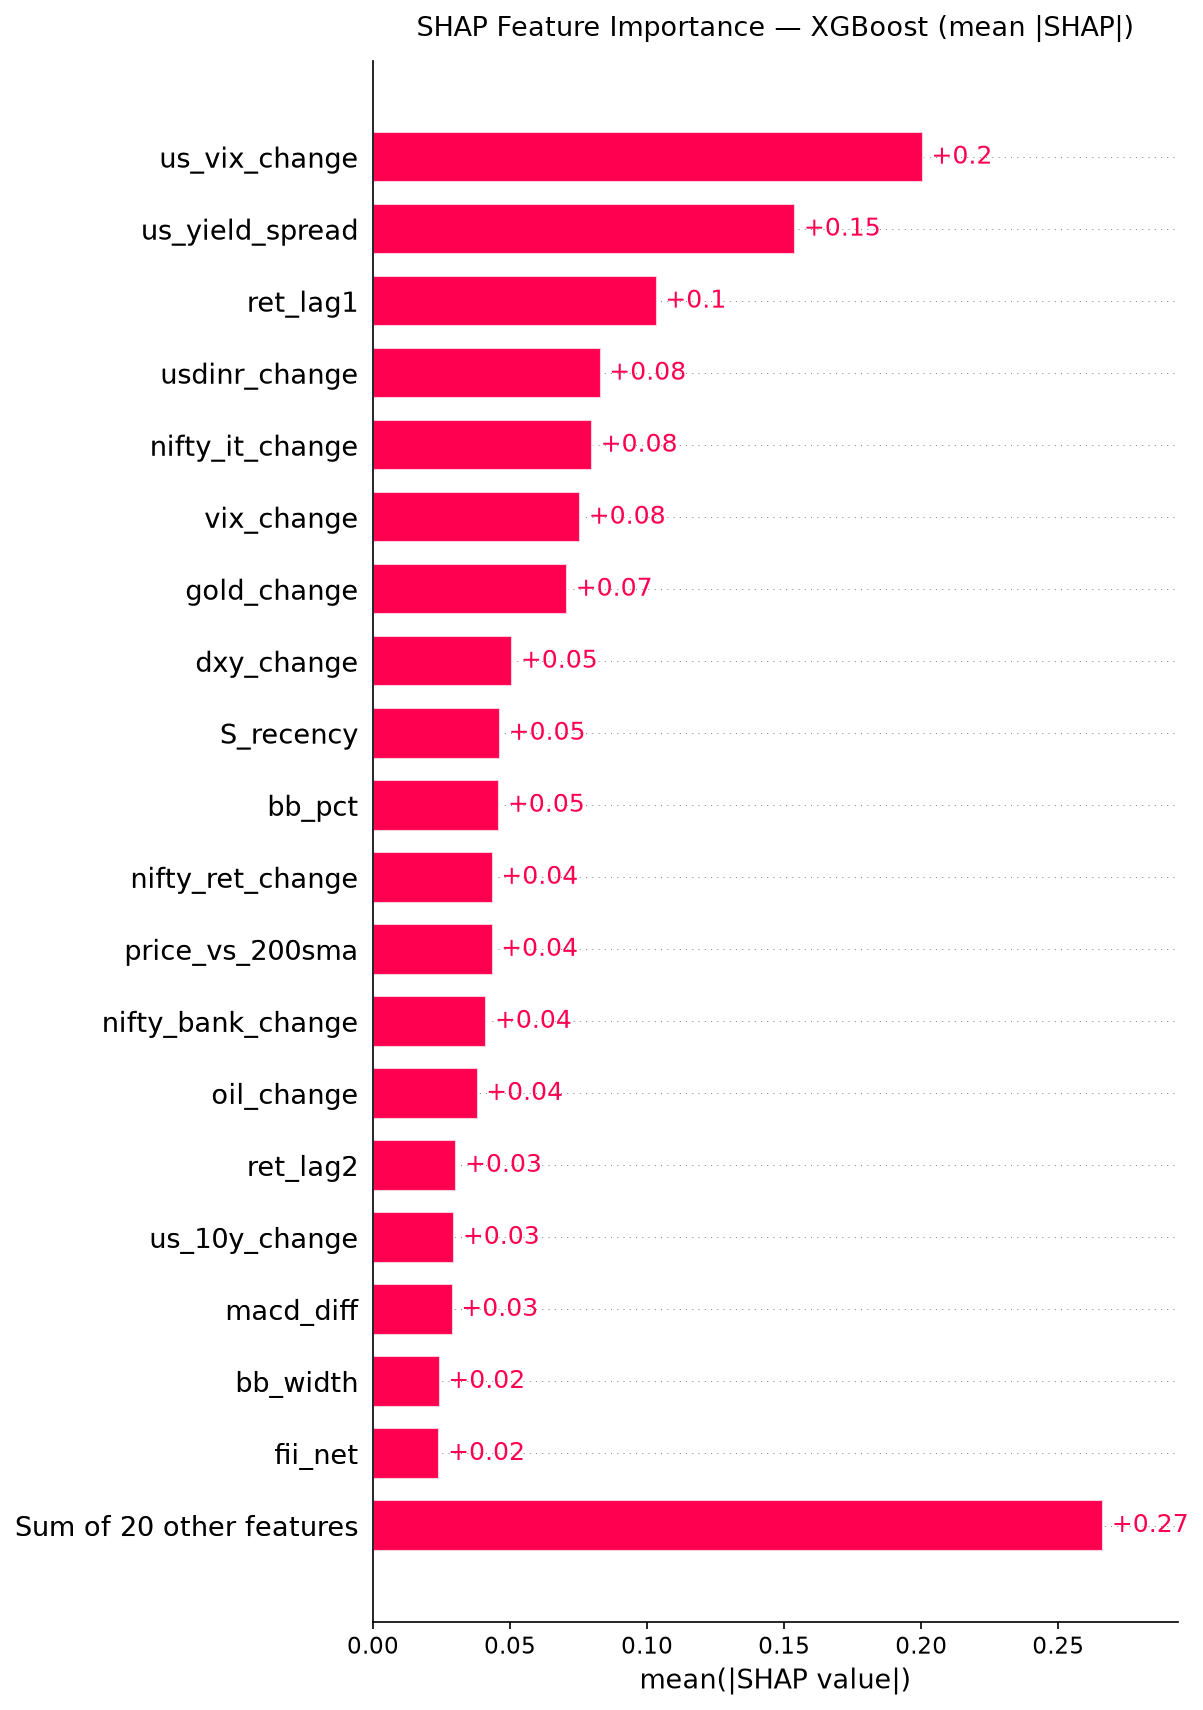 SHAP Feature Importance — XGBoost (mean |SHAP|)
us_vix_change +0.2
us_yield_spread +0.15
ret_lag1 +0.1
usdinr_change +0.08
nifty_it_change +0.08
vix_change +0.08
gold_change +0.07
dxy_change +0.05
S_recency +0.05
bb_pct +0.05
nifty_ret_change +0.04
price_vs_200sma +0.04
nifty_bank_change +0.04
oil_change +0.04
ret_lag2 +0.03
us_10y_change +0.03
macd_diff +0.03
bb_width +0.02
fii_net +0.02
Sum of 20 other features +0.27
0.00 0.05 0.10 0.15 0.20 0.25
mean(|SHAP value|)